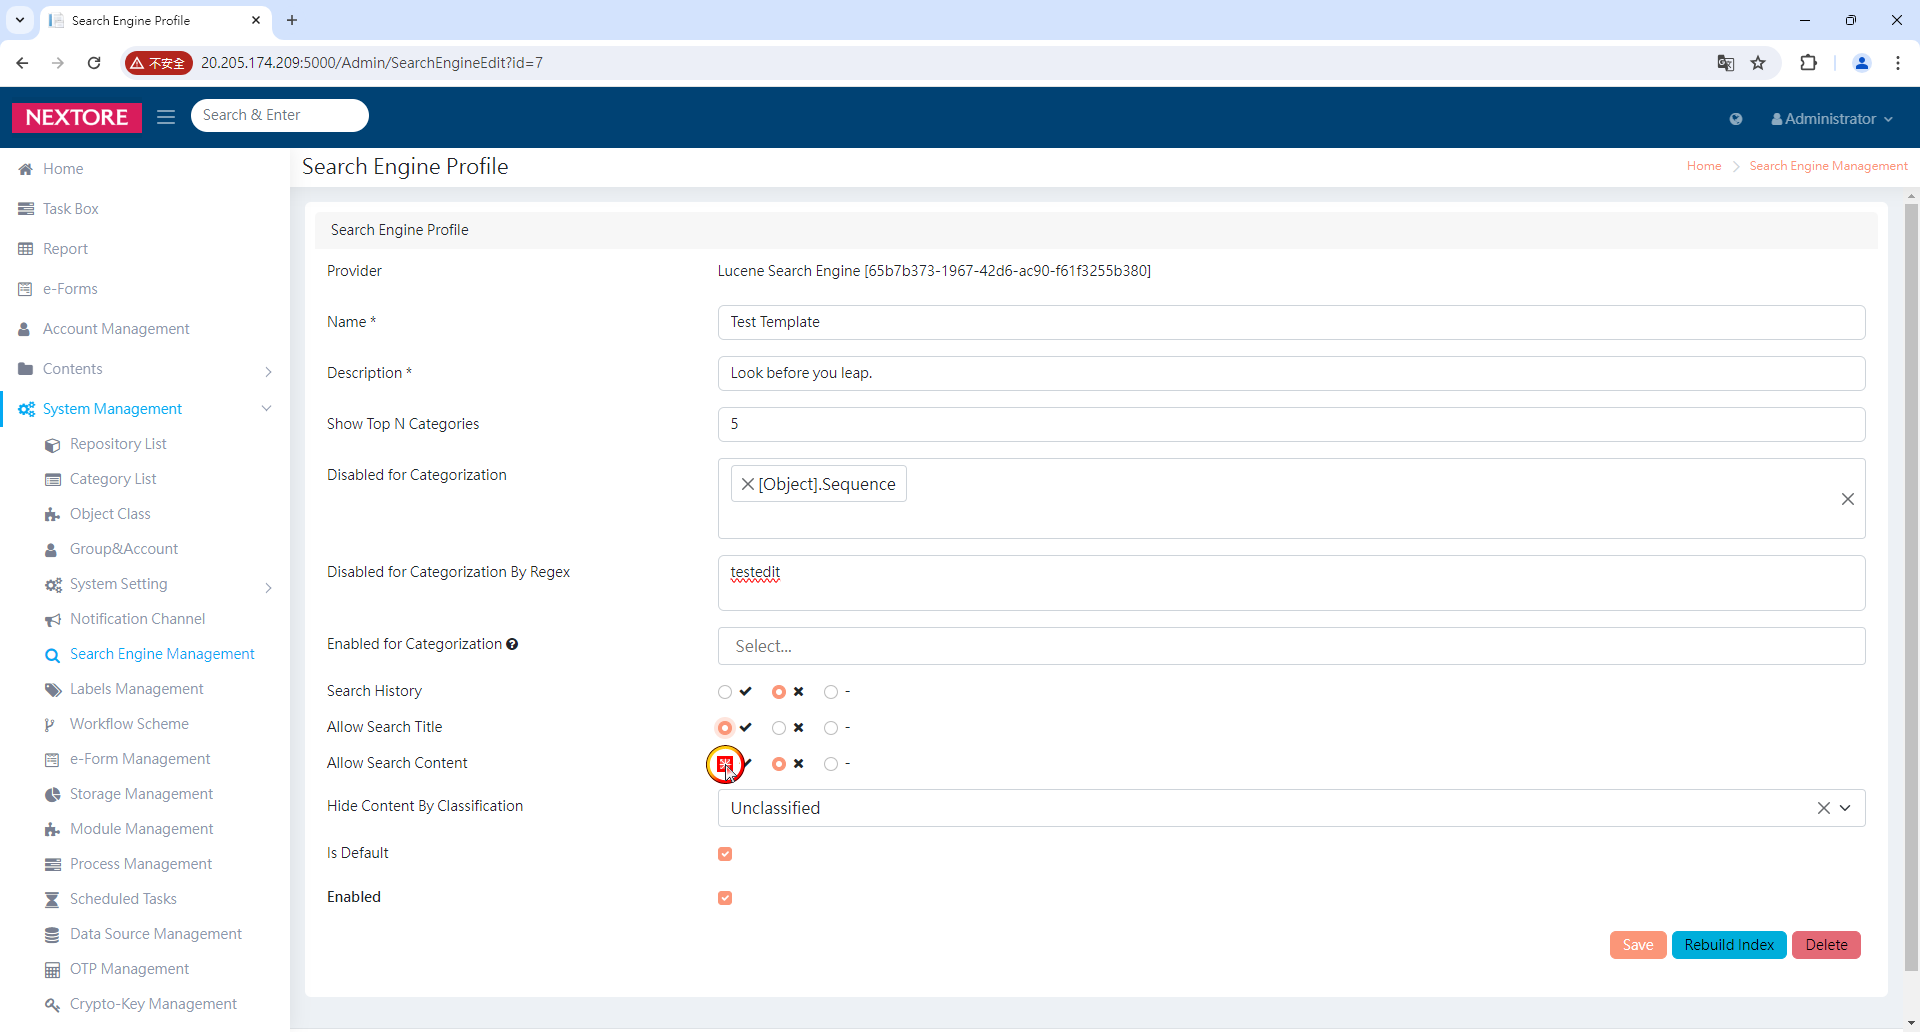 Search Engine Profile
不安全 20.205.174.209:5000/Admin/SearchEngineEdit?id=7
NEXTORE
Search & Enter
Administrator
Search Engine Profile
Home
Search Engine Management
Home
Task Box
Report
e-Forms
Account Management
Contents
System Management
Repository List
Category List
Object Class
Group&Account
System Setting
Notification Channel
Search Engine Management
Labels Management
Workflow Scheme
e-Form Management
Storage Management
Module Management
Process Management
Scheduled Tasks
Data Source Management
OTP Management
Crypto-Key Management
Search Engine Profile
Provider
Lucene Search Engine [65b7b373-1967-42d6-ac90-f61f3255b380]
Name *
Test Template
Description *
Look before you leap.
Show Top N Categories
5
Disabled for Categorization
[Object].Sequence
Disabled for Categorization By Regex
testedit
Enabled for Categorization
Select...
Search History
-
Allow Search Title
-
Allow Search Content
-
Hide Content By Classification
Unclassified
Is Default
Enabled
Save
Rebuild Index
Delete